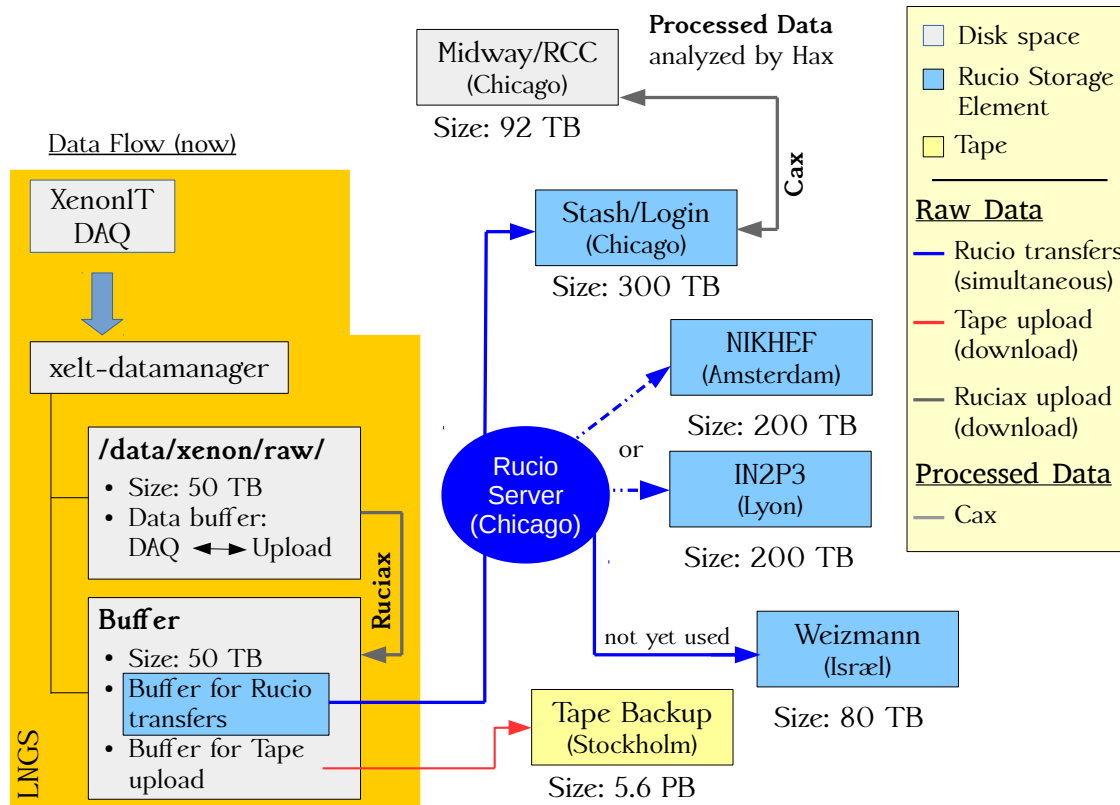 Data Flow (now)
XenonIT
DAQ
xelt-datamanager
/data/xenon/raw/
• Size: 50 TB
• Data buffer:
DAQ Upload
Ruciax
Buffer
• Size: 50 TB
• Buffer for Rucio
transfers
• Buffer for Tape
upload
LNGS
Midway/RCC
(Chicago)
Size: 92 TB
Processed Data
analyzed by Hax
Cax
Stash/Login
(Chicago)
Size: 300 TB
Rucio
Server
(Chicago)
NIKHEF
(Amsterdam)
Size: 200 TB
or
IN2P3
(Lyon)
Size: 200 TB
not yet used
Weizmann
(Isræl)
Size: 80 TB
Tape Backup
(Stockholm)
Size: 5.6 PB
Disk space
Rucio Storage
Element
Tape
Raw Data
Rucio transfers
(simultaneous)
Tape upload
(download)
Ruciax upload
(download)
Processed Data
Cax